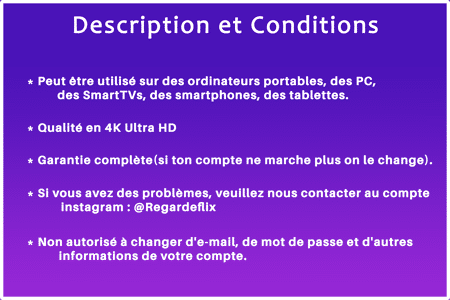 Description et Conditions
* Peut être utilisé sur des ordinateurs portables, des PC,
des SmartTVs, des smartphones, des tablettes.
* Qualité en 4K Ultra HD
* Garantie complète(si ton compte ne marche plus on le change).
* Si vous avez des problèmes, veuillez nous contacter au compte
instagram : @Regardeflix
* Non autorisé à changer d'e-mail, de mot de passe et d'autres
informations de votre compte.